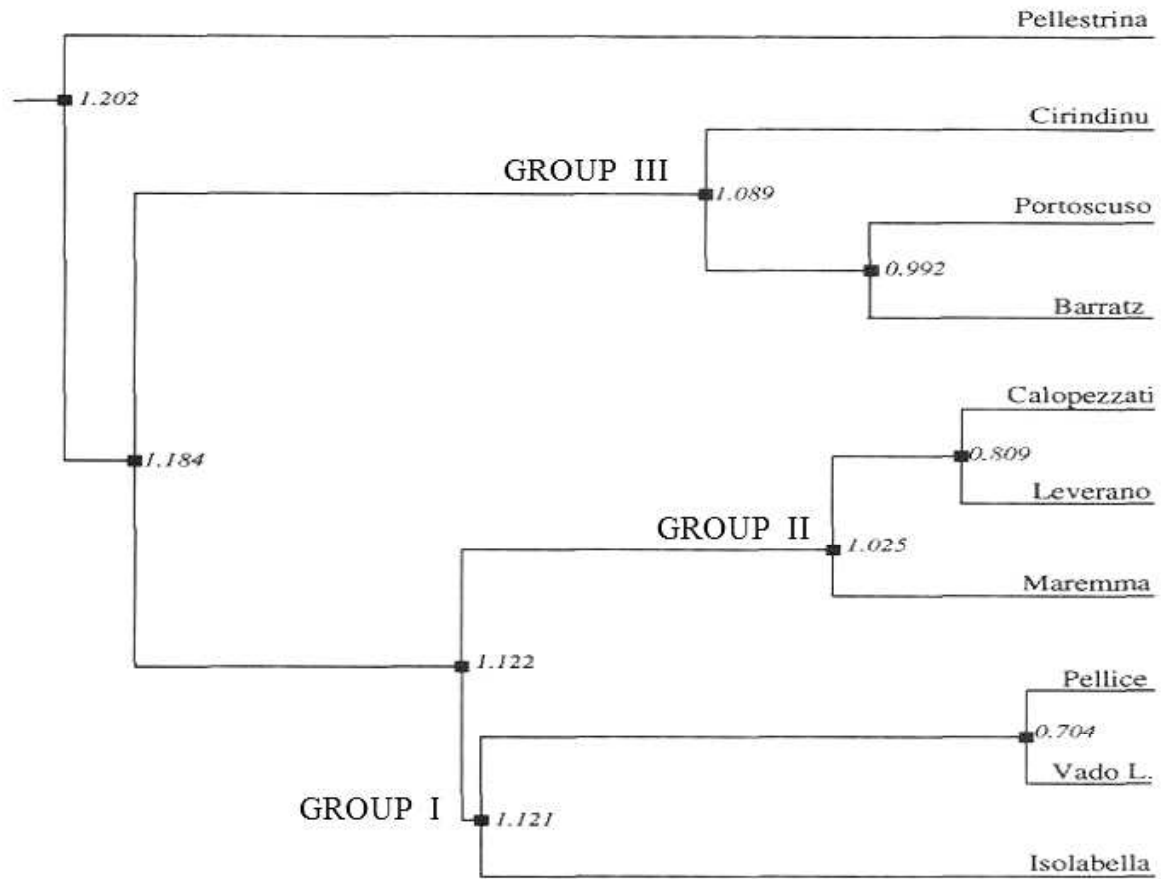 Pellestrina
1.202
Cirindinu
GROUP III
1.089
Portoscuso
0.992
Barratz
Calopezzati
0.809
1.184
Leverano
GROUP II
1.025
Maremma
1.122
Pellice
0.704
Vado L.
GROUP I
1.121
Isolabella